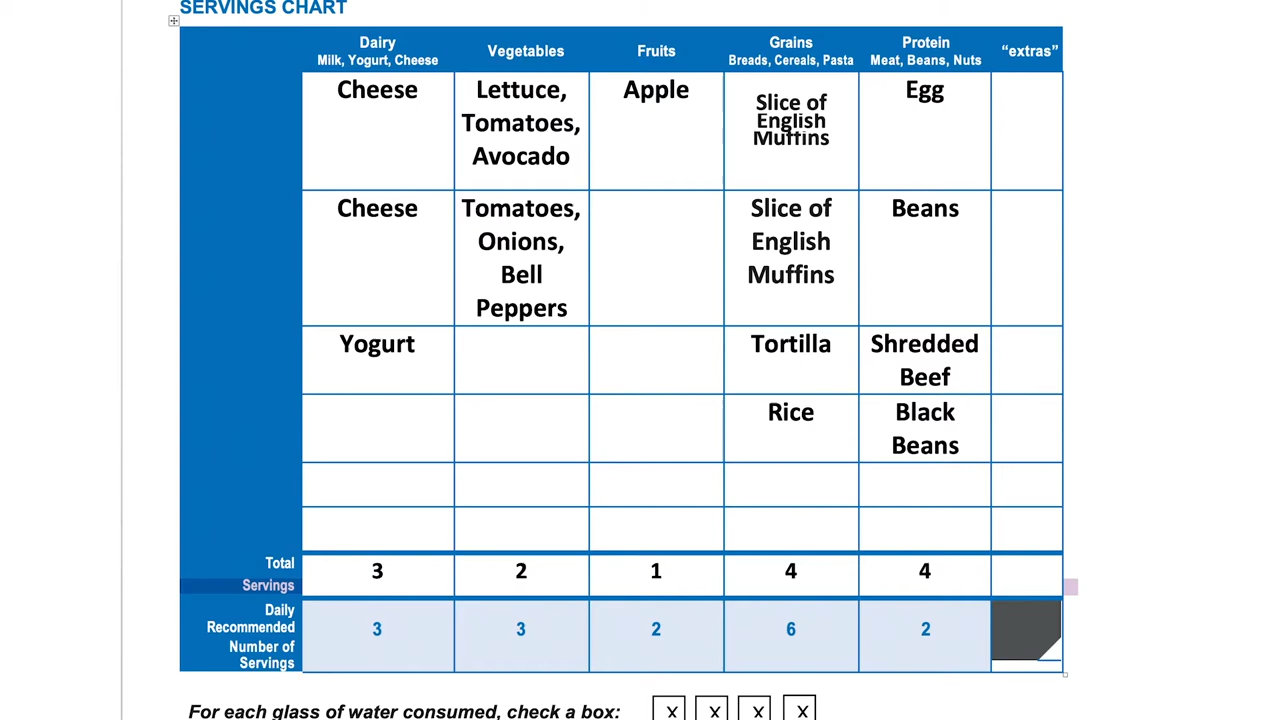 SERVINGS CHART
Dairy
Milk, Yogurt, Cheese
Vegetables
Fruits
Grains
Breads, Cereals, Pasta
Protein
Meat, Beans, Nuts
“extras”
Cheese
Lettuce,
Tomatoes,
Avocado
Apple
Slice of
English
Muffins
Egg
Cheese
Tomatoes,
Onions,
Bell
Peppers
Slice of
English
Muffins
Beans
Yogurt
Tortilla
Shredded
Beef
Rice
Black
Beans
Total
Servings
3
2
1
4
4
Daily
Recommended
Number of
Servings
3
3
2
6
2
For each glass of water consumed, check a box:
X X X X